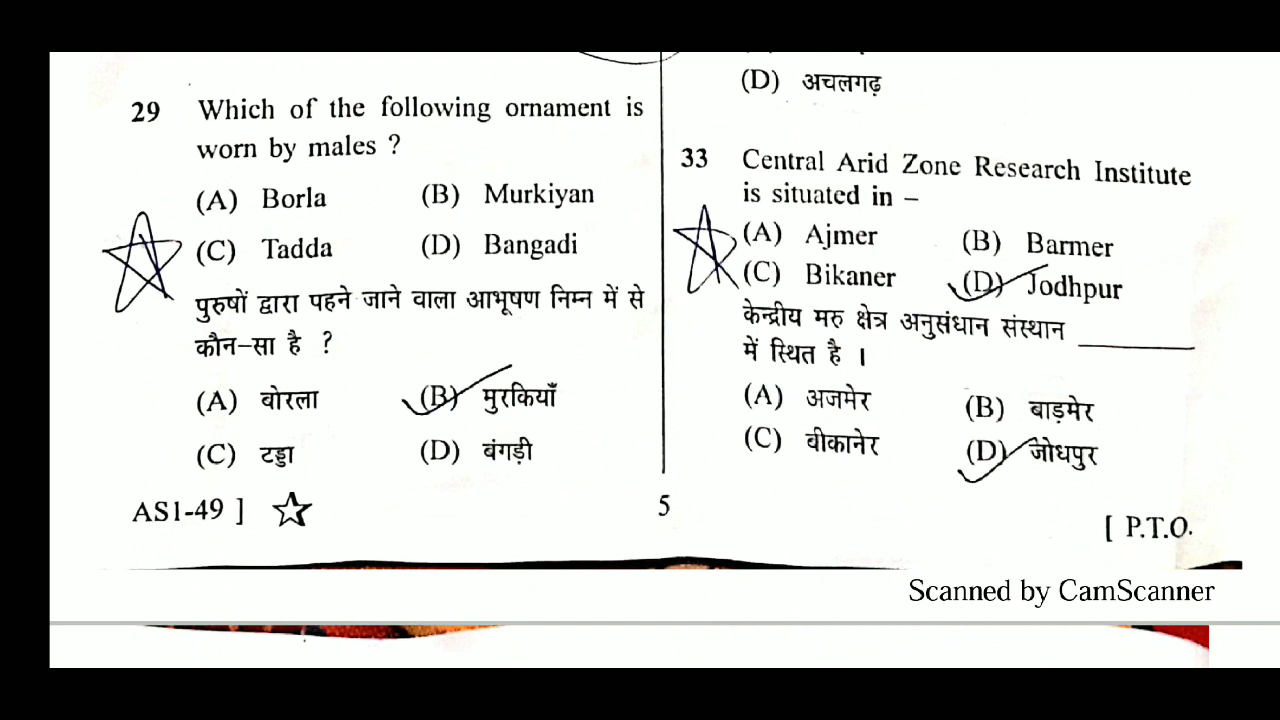 29 Which of the following ornament is
worn by males ?
(A) Borla (B) Murkiyan
(C) Tadda (D) Bangadi
पुरुषों द्वारा पहने जाने वाला आभूषण निम्न में से
कौन-सा है ?
(A) बोरला (B) मुरकियाँ
(C) टड्डा (D) बंगड़ी
(D) अचलगढ़
33 Central Arid Zone Research Institute
is situated in –
(A) Ajmer (B) Barmer
(C) Bikaner (D) Jodhpur
केन्द्रीय मरु क्षेत्र अनुसंधान संस्थान ________
में स्थित है ।
(A) अजमेर (B) बाड़मेर
(C) बीकानेर (D) जोधपुर
AS1-49 ] 5 [ P.T.O.
Scanned by CamScanner